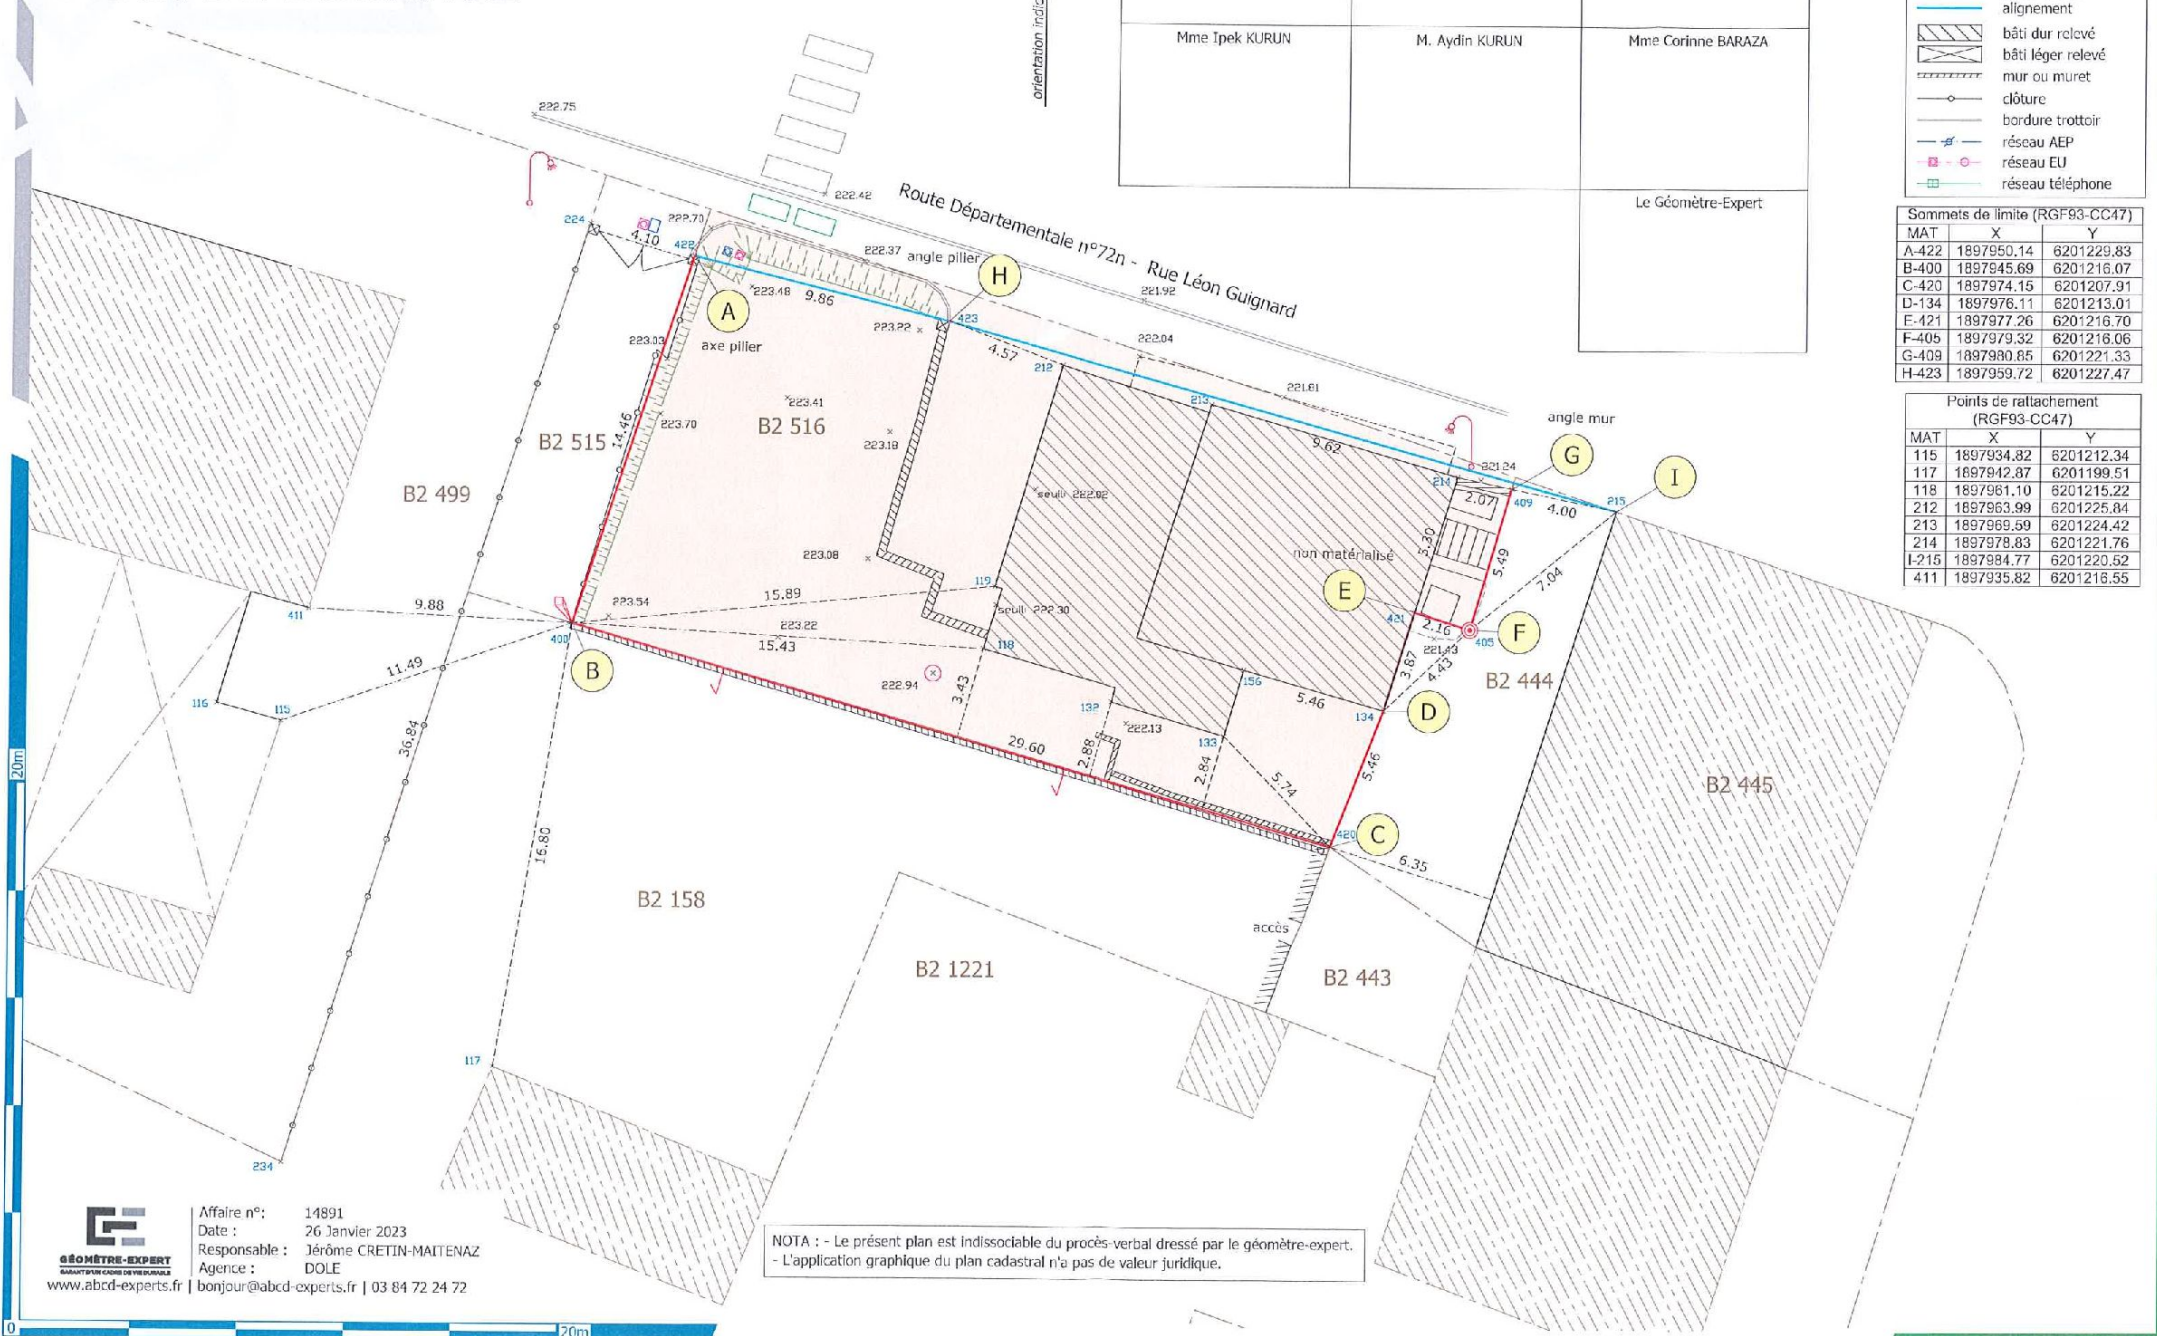 orientation indic
Mme Ipek KURUN
M. Aydin KURUN
Mme Corinne BARAZA
Le Géomètre-Expert
alignement
bâti dur relevé
bâti léger relevé
mur ou muret
clôture
bordure trottoir
réseau AEP
réseau EU
réseau téléphone
Sommets de limite (RGF93-CC47)
MAT X Y
A-422 1897950.14 6201229.83
B-400 1897945.69 6201216.07
C-420 1897974.15 6201207.91
D-134 1897976.11 6201213.01
E-421 1897977.26 6201216.70
F-405 1897979.32 6201216.06
G-409 1897980.85 6201221.33
H-423 1897959.72 6201227.47
Points de rattachement
(RGF93-CC47)
MAT X Y
115 1897934.82 6201212.34
117 1897942.87 6201199.51
118 1897961.10 6201215.22
212 1897963.99 6201225.84
213 1897969.59 6201224.42
214 1897978.83 6201221.76
I-215 1897984.77 6201220.52
411 1897935.82 6201216.55
222.75
222.42
Route Départementale n°72n - Rue Léon Guignard
224
4.10
222.70
422
222.37
angle pilier
H
221.92
223.48
9.86
A
423
223.22
axe pilier
223.03
4.57
212
222.04
221.81
213
9.62
angle mur
G
221.24
I
214
2.07
409
4.00
215
B2 515
14.46
223.70
223.41
B2 516
223.18
B2 499
seuil 222.02
non matérialisé
5.30
5.49
7.04
223.08
E
119
15.89
9.88
411
223.54
seuil 222.30
421
2.16
F
405
221.43
400
223.22
15.43
118
B
11.49
222.94
3.43
156
5.46
3.87
4.43
B2 444
116
115
132
134
D
222.13
133
36.84
29.60
2.88
2.84
5.74
5.46
B2 445
20m
16.80
420
C
6.35
B2 158
accès
B2 1221
B2 443
117
234
GÉOMÈTRE-EXPERT
GARANT D'UN CADRE DE VIE DURABLE
Affaire n°: 14891
Date : 26 Janvier 2023
Responsable : Jérôme CRETIN-MAITENAZ
Agence : DOLE
www.abcd-experts.fr | bonjour@abcd-experts.fr | 03 84 72 24 72
NOTA : - Le présent plan est indissociable du procès-verbal dressé par le géomètre-expert.
- L'application graphique du plan cadastral n'a pas de valeur juridique.
0
20m